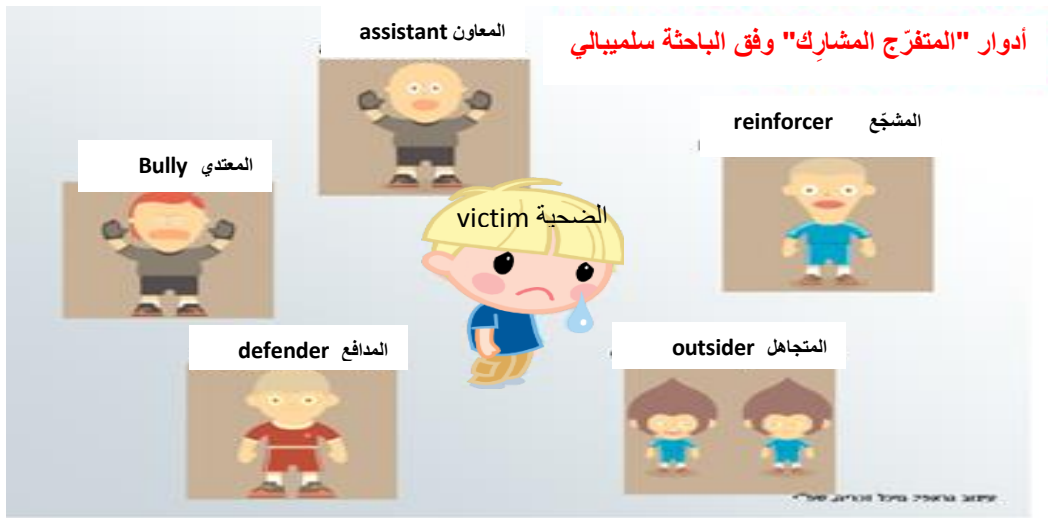 أدوار "المتفرّج المشارِك" وفق الباحثة سلميبالي
المعاون assistant
المشجّع reinforcer
المعتدي Bully
الضحية victim
المدافع defender
المتجاهل outsider